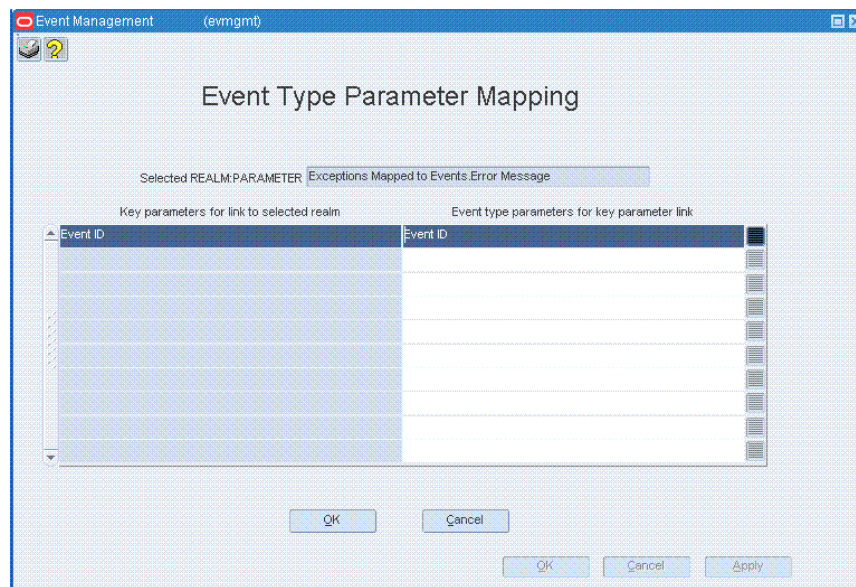 Event Management (evmgmt)
Event Type Parameter Mapping
Selected REALM:PARAMETER Exceptions Mapped to Events.Error Message
Key parameters for link to selected realm Event type parameters for key parameter link
Event ID Event ID
OK Cancel
OK Cancel Apply